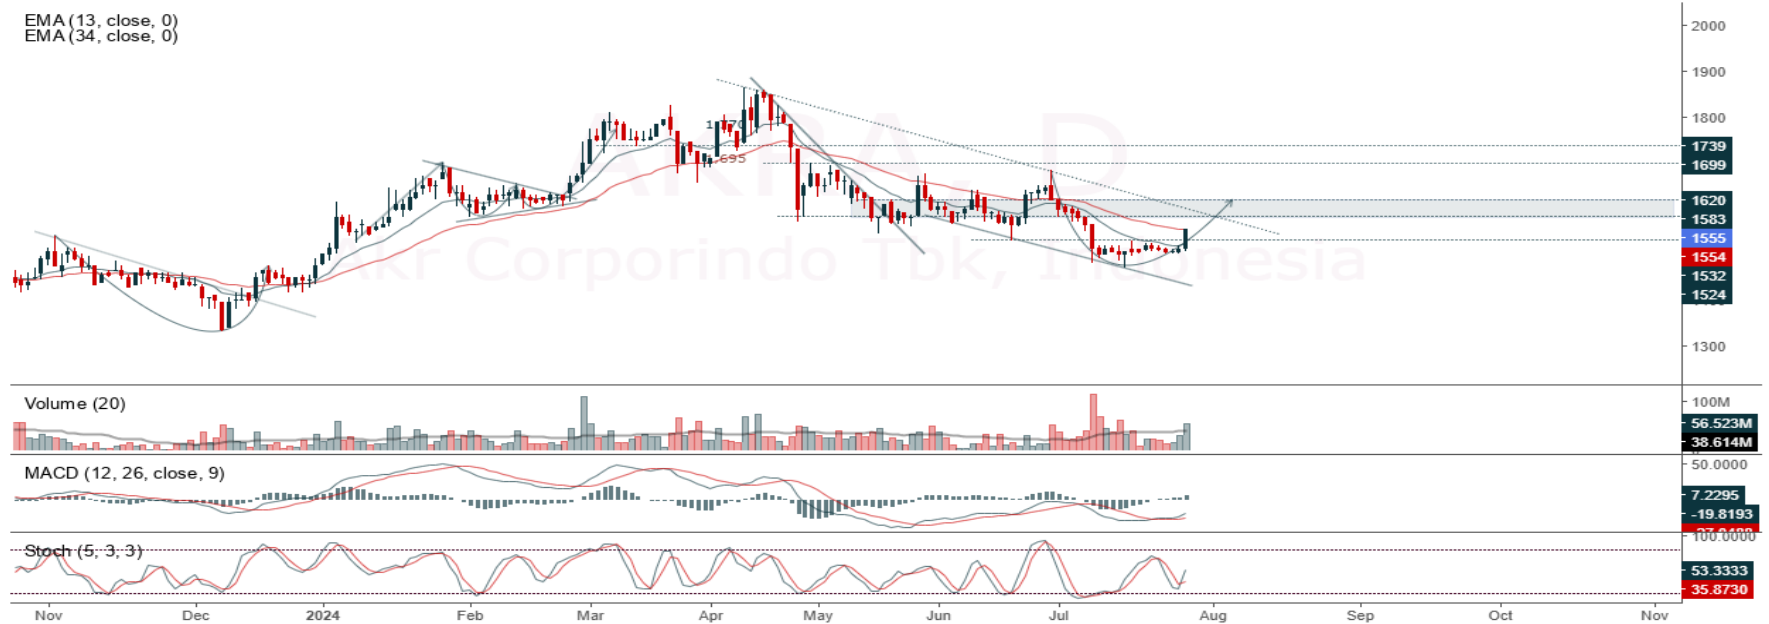 EMA (13, close, 0)
EMA (34, close, 0)
AKRA, D
Akr Corporindo Tbk, Indonesia
1.695
2000
1900
1800
1739
1699
1620
1583
1555
1554
1532
1524
1300
Volume (20)
100M
56.523M
38.614M
MACD (12, 26, close, 9)
50.0000
7.2295
-19.8193
Stoch (5, 3, 3)
100.0000
53.3333
35.8730
Nov Dec 2024 Feb Mar Apr May Jun Jul Aug Sep Oct Nov